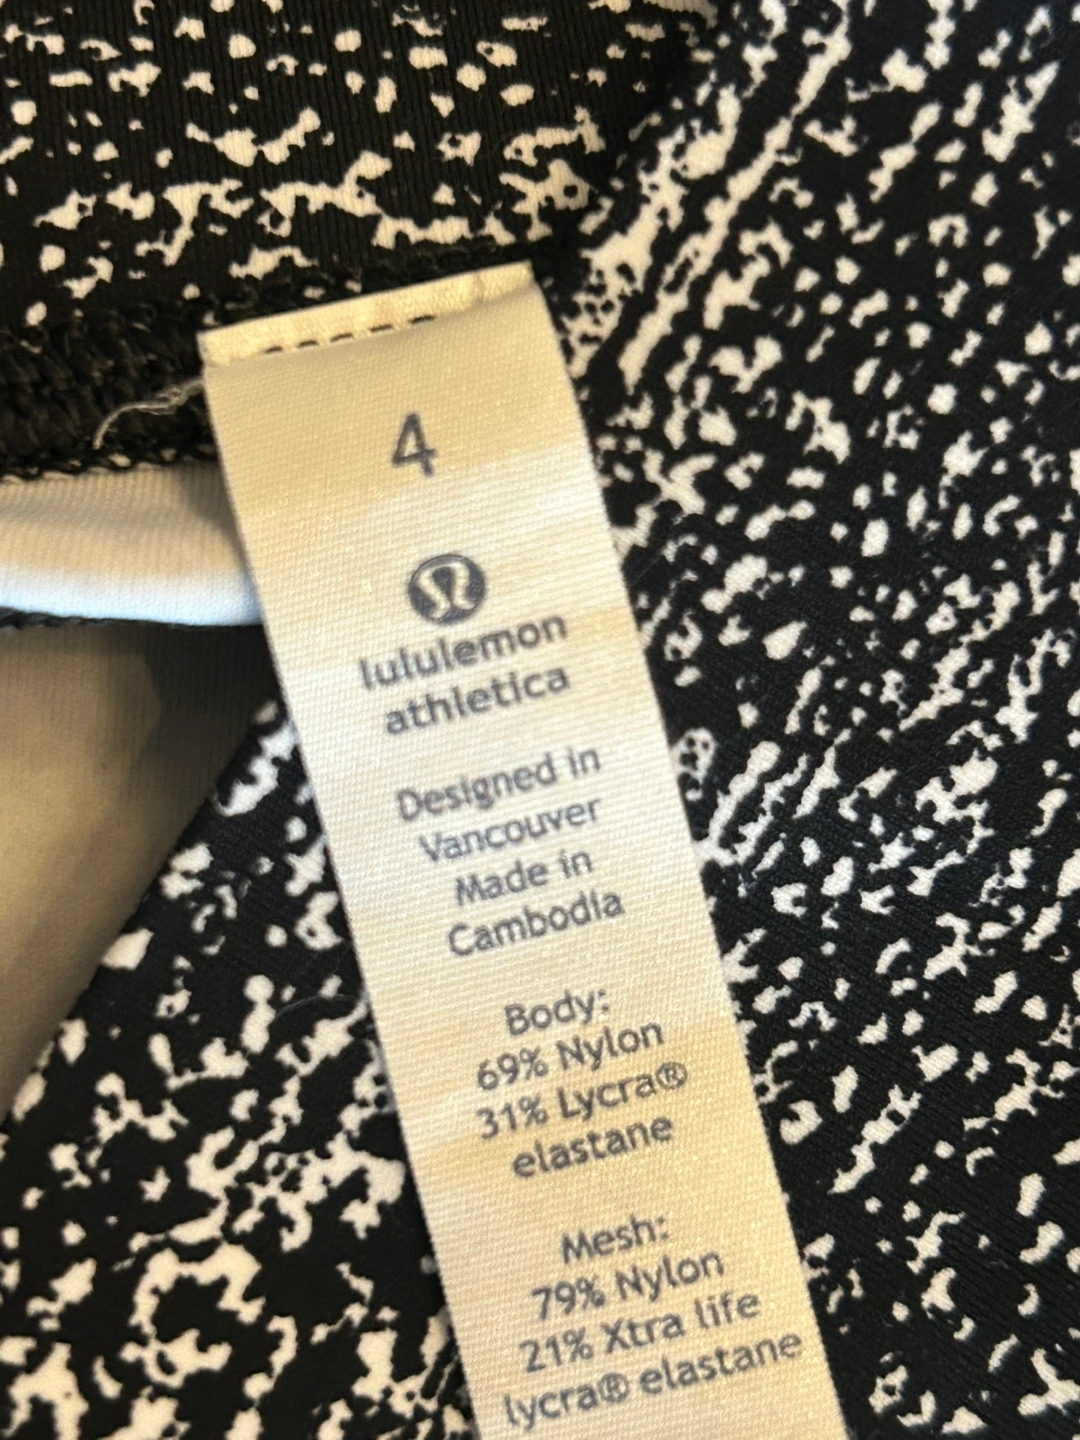 4
lululemon
athletica
Designed in
Vancouver
Made in
Cambodia
Body:
69% Nylon
31% Lycra®
elastane
Mesh:
79% Nylon
21% Xtra life
lycra® elastane